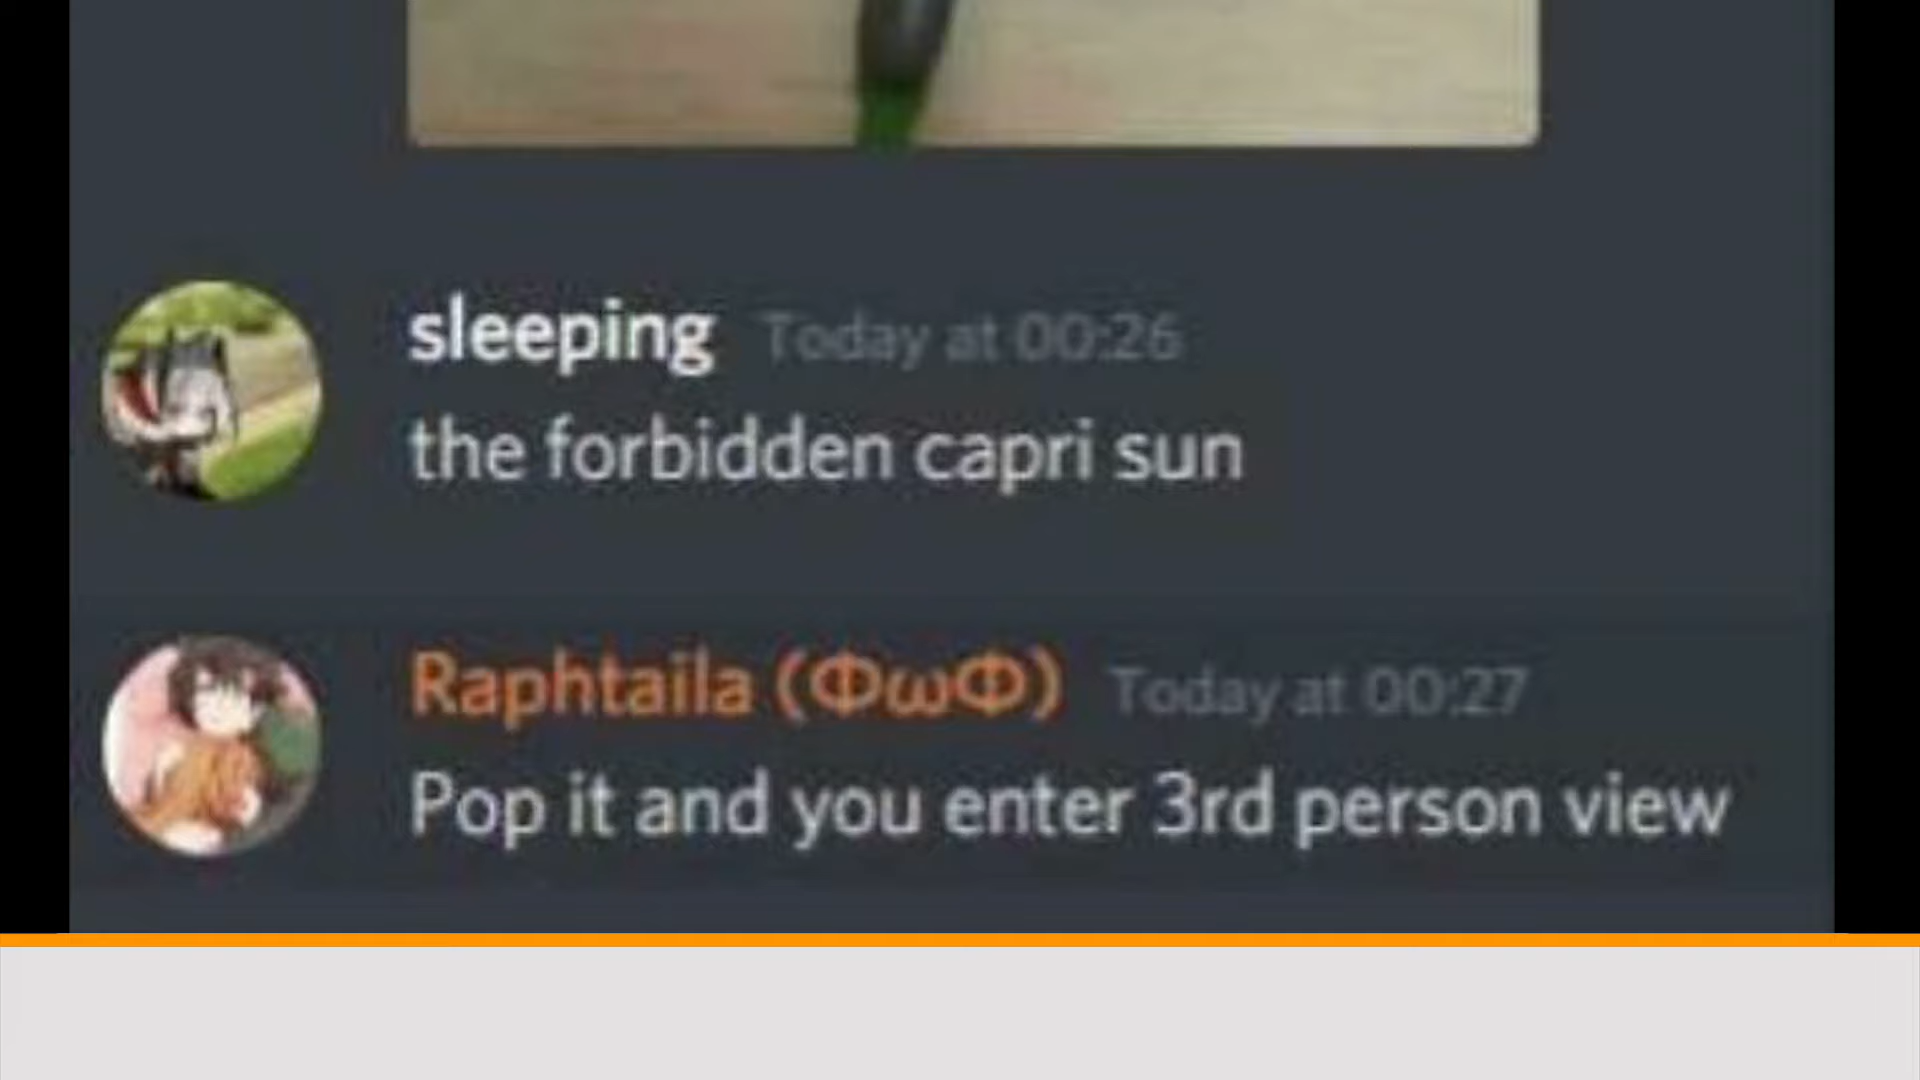 sleeping Today at 00:26
the forbidden capri sun
Raphtaila (ΦωΦ) Today at 00:27
Pop it and you enter 3rd person view